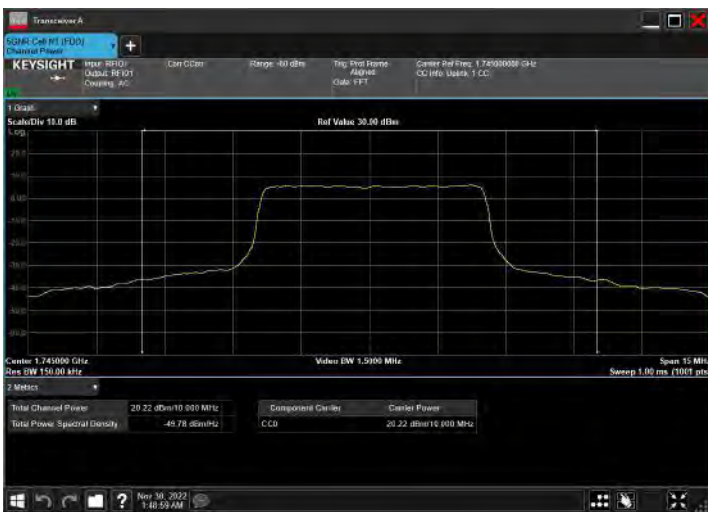 Transceiver A
5GNR Cell N1 (FDD)
Channel Power
+
KEYSIGHT
Input: RFIO1
Output: RFIO1
Coupling: AC
Corr CCorr
Range: -60 dBm
Trig: Prot Frame
Aligned
Gate: FFT
Carrier Ref Freq: 1.745000000 GHz
CC Info: Uplink, 1 CC
1 Graph
Scale/Div 10.0 dB
Ref Value 30.00 dBm
Log
Center 1.745000 GHz
Res BW 150.00 kHz
Video BW 1.5000 MHz
Span 15 MHz
Sweep 1.00 ms (1001 pts
2 Metrics
Total Channel Power
20.22 dBm/10.000 MHz
Total Power Spectral Density
-49.78 dBm/Hz
Component Carrier
Carrier Power
CC0
20.22 dBm/10.000 MHz
?
Nov 30, 2022
1:40:59 AM